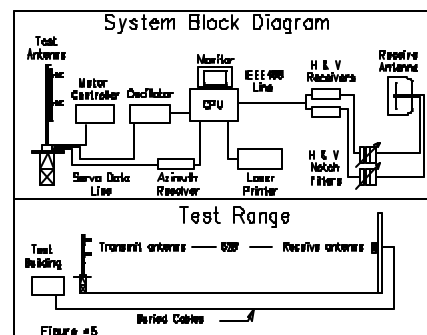 System Block Diagram
Test
Antenna
Motor
Controller
Oscillator
Monitor
CPU
IEEE488
Line
H & V
Receivers
Receive
Antenna
Servo Data
Line
Azimuth
Resolver
Laser
Printer
H & V
Notch
Filters
Test Range
Test
Building
Transmit antenna
Receive antenna
Buried Cables
Figure #5